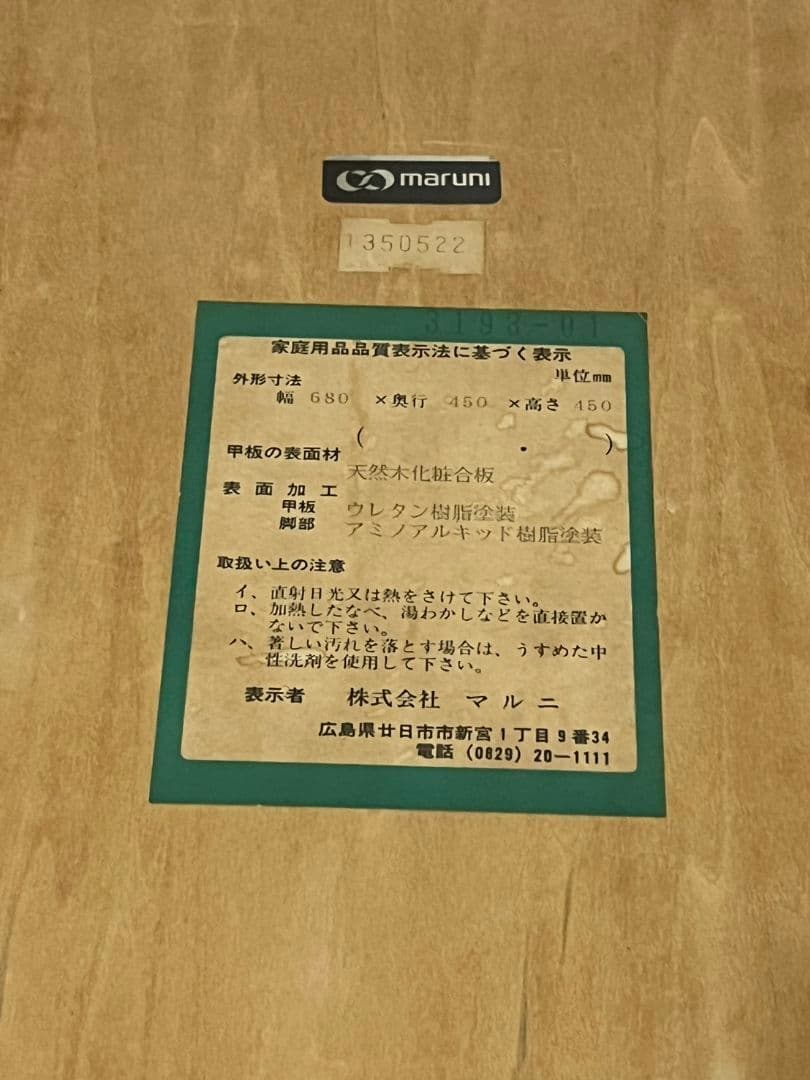 maruni
1350522
3193-01
家庭用品品質表示法に基づく表示
外形寸法 単位mm
幅 680 ×奥行 450 ×高さ 450
( ・ )
甲板の表面材
天然木化粧合板
表面加工
甲板 ウレタン樹脂塗装
脚部 アミノアルキッド樹脂塗装
取扱い上の注意
イ、直射日光又は熱をさけて下さい。
ロ、加熱したなべ、湯わかしなどを直接置か
ないで下さい。
ハ、著しい汚れを落とす場合は、うすめた中
性洗剤を使用して下さい。
表示者 株式会社 マルニ
広島県廿日市市新宮1丁目9番34
電話 (0829) 20-1111